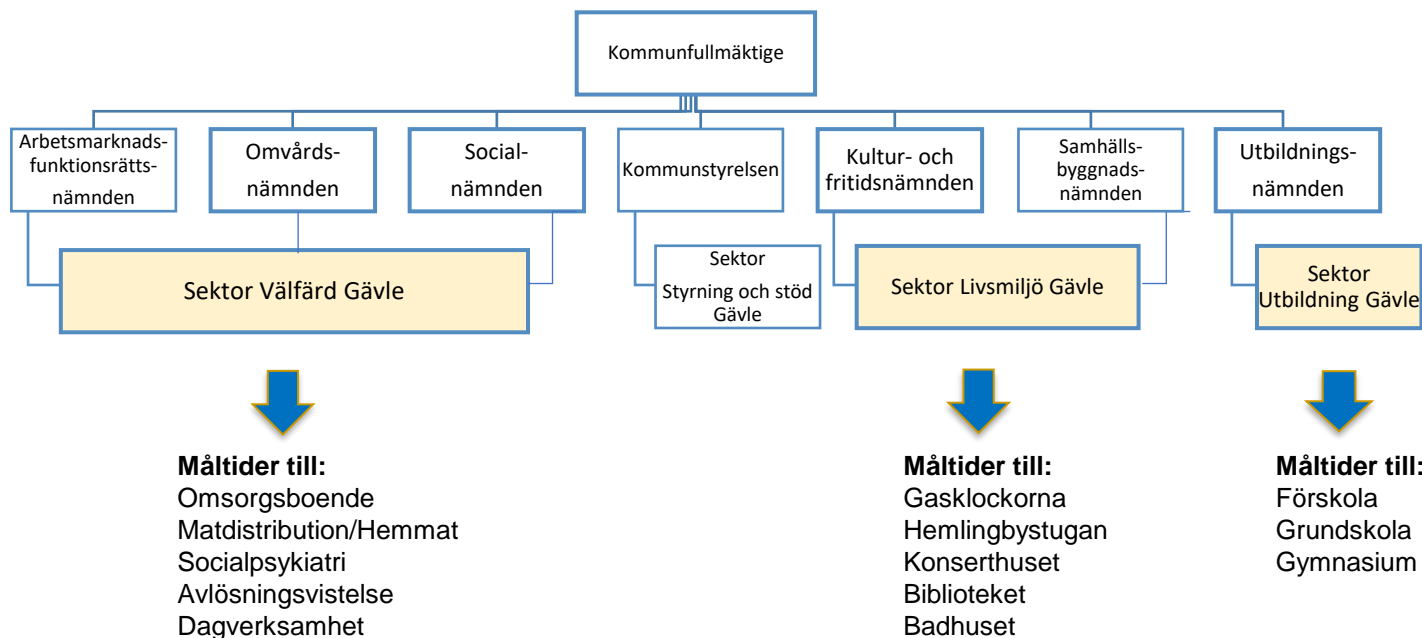 Kommunfullmäktige
Arbetsmarknads-
funktionsrätts-
nämnden
Omvårds-
nämnden
Social-
nämnden
Kommunstyrelsen
Kultur- och
fritidsnämnden
Samhälls-
byggnads-
nämnden
Utbildnings-
nämnden
Sektor Välfärd Gävle
Sektor
Styrning och stöd
Gävle
Sektor Livsmiljö Gävle
Sektor
Utbildning Gävle
Måltider till:
Omsorgsboende
Matdistribution/Hemmat
Socialpsykiatri
Avlösningsvistelse
Dagverksamhet
Måltider till:
Gasklockorna
Hemlingbystugan
Konserthuset
Biblioteket
Badhuset
Måltider till:
Förskola
Grundskola
Gymnasium